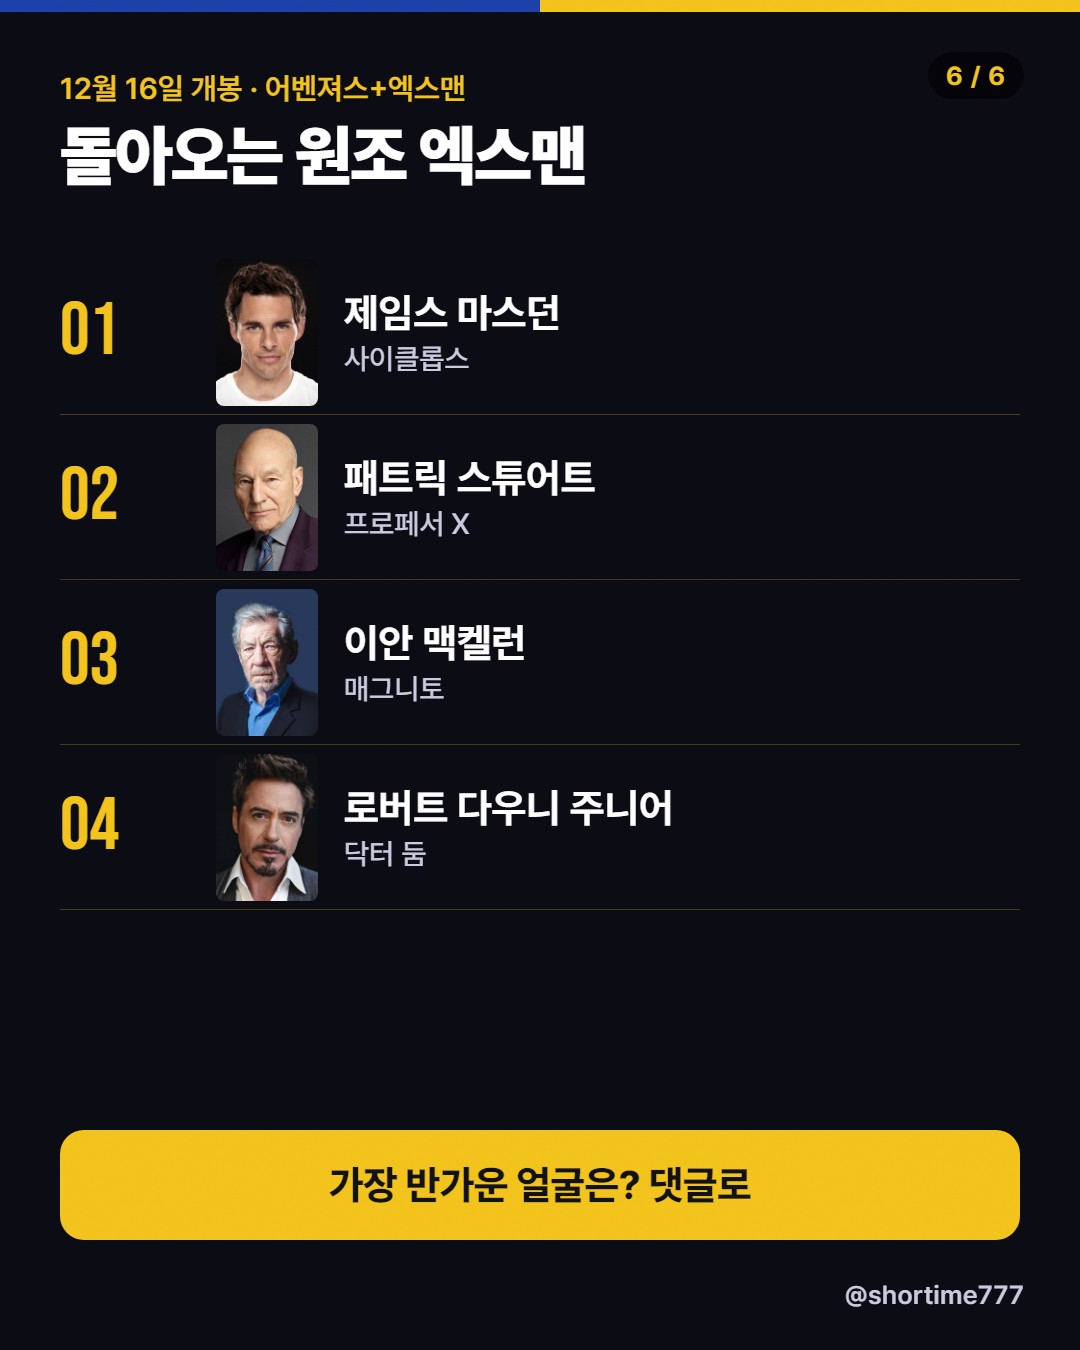 12월 16일 개봉 · 어벤져스+엑스맨
6 / 6
돌아오는 원조 엑스맨
01
제임스 마스던
사이클롭스
02
패트릭 스튜어트
프로페서 X
03
이안 맥켈런
매그니토
04
로버트 다우니 주니어
닥터 둠
가장 반가운 얼굴은? 댓글로
@shortime777